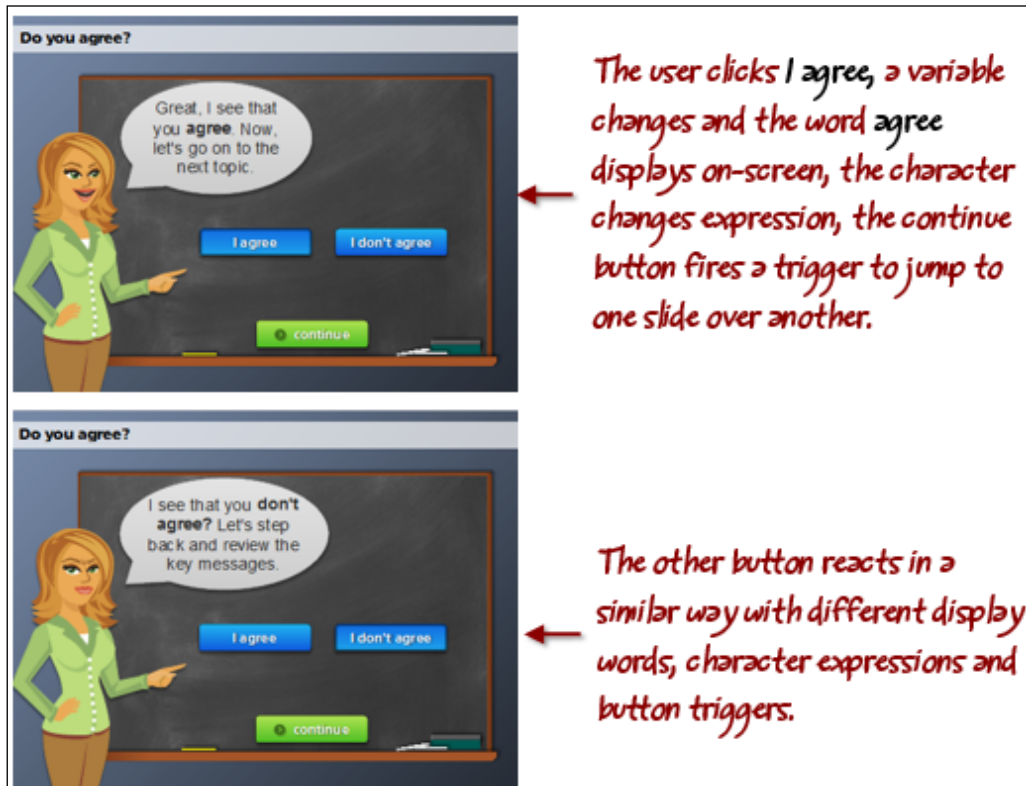 Do you agree?
Great, I see that
you agree. Now,
let's go on to the
next topic.
I agree
I don't agree
continue
The user clicks I agree, a variable
changes and the word agree
displays on-screen, the character
changes expression, the continue
button fires a trigger to jump to
one slide over another.
Do you agree?
I see that you don't
agree? Let's step
back and review the
key messages.
I agree
I don't agree
continue
The other button reacts in a
similar way with different display
words, character expressions and
button triggers.